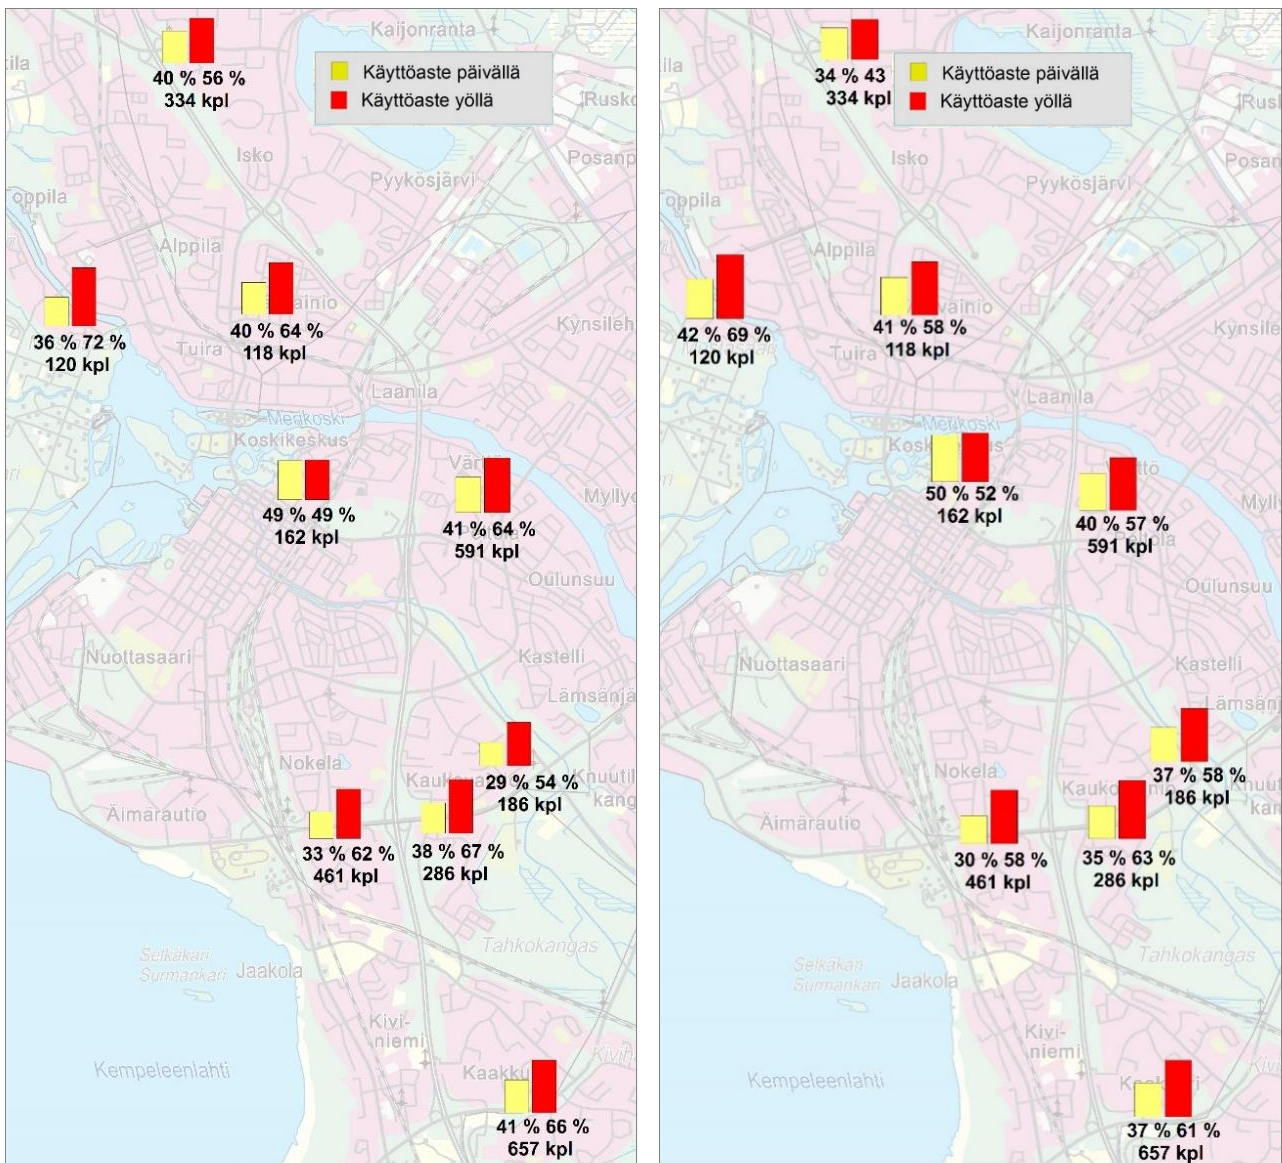 Kaijonranta
40 % 56 %
334 kpl
Käyttöaste päivällä
Käyttöaste yöllä
Isko
Pyykösjärvi
oppila
Alppila
36 % 72 %
120 kpl
40 % 64 %
118 kpl
Tuira
Laanila
Merikoski
Koskikeskus
49 % 49 %
162 kpl
41 % 64 %
591 kpl
Oulunsuu
Nuottasaari
Kastelli
Lämsänjä
Nokela
29 % 54 %
186 kpl
Äimärautio
33 % 62 %
461 kpl
38 % 67 %
286 kpl
Tahkokangas
Selkäkari
Surmankari
Jaakola
Kivi-
niemi
Kempeleenlahti
41 % 66 %
657 kpl
Kaijonranta
34 % 43
334 kpl
Käyttöaste päivällä
Käyttöaste yöllä
Isko
Pyykösjärvi
oppila
Alppila
42 % 69 %
120 kpl
41 % 58 %
118 kpl
Tuira
Laanila
Merikoski
50 % 52 %
162 kpl
40 % 57 %
591 kpl
Oulunsuu
Nuottasaari
Kastelli
Nokela
37 % 58 %
186 kpl
Äimärautio
30 % 58 %
461 kpl
35 % 63 %
286 kpl
Tahkokangas
Selkäkari
Surmankari
Jaakola
Kivi-
niemi
Kempeleenlahti
37 % 61 %
657 kpl